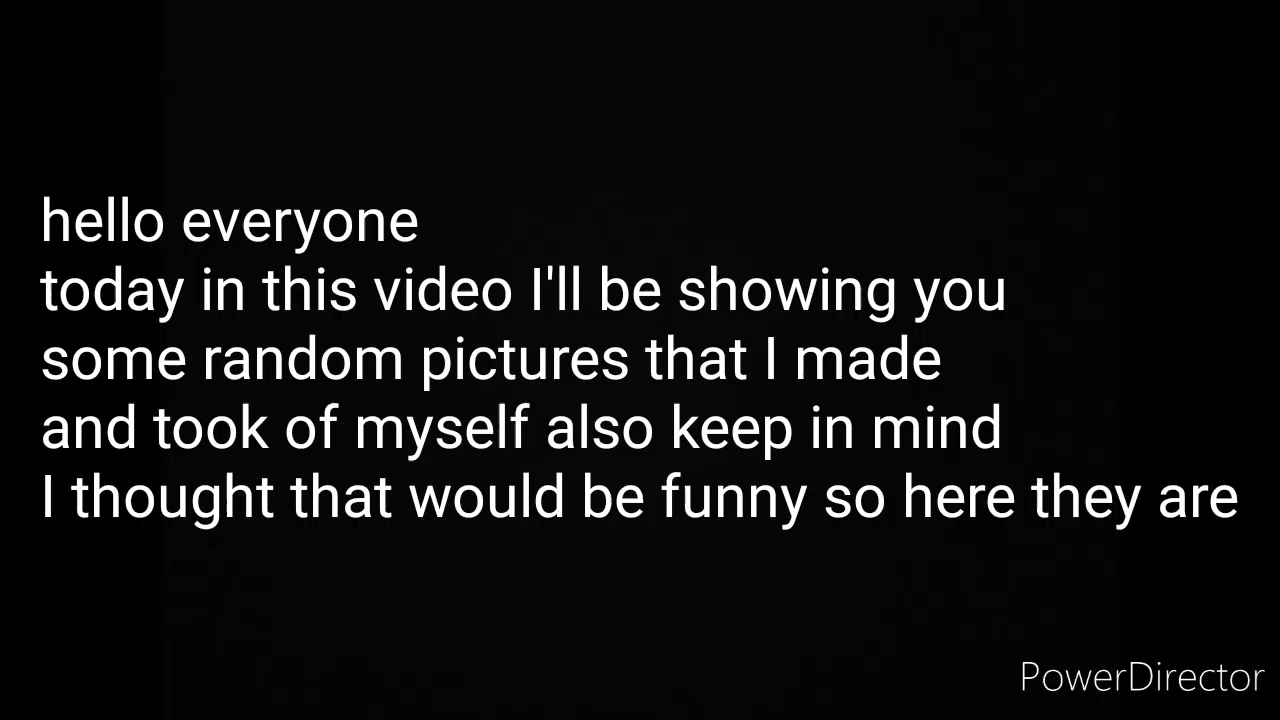 hello everyone
today in this video I'll be showing you
some random pictures that I made
and took of myself also keep in mind
I thought that would be funny so here they are
PowerDirector